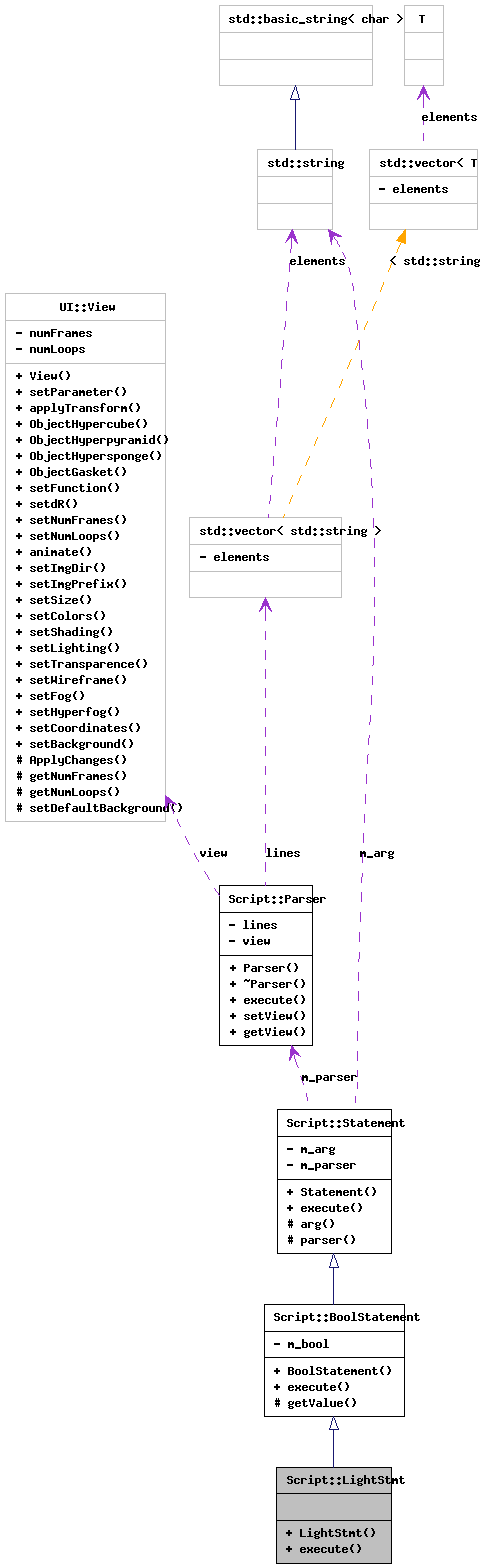 std::basic_string< char >
T
elements
std::string
std::vector< T
- elements
elements
< std::string
UI::View
- numFrames
- numLoops
+ View()
+ setParameter()
+ applyTransform()
+ ObjectHypercube()
+ ObjectHyperpyramid()
+ ObjectHypersponge()
+ ObjectGasket()
+ setFunction()
+ setdR()
+ setNumFrames()
+ setNumLoops()
+ animate()
+ setImgDir()
+ setImgPrefix()
+ setSize()
+ setColors()
+ setShading()
+ setLighting()
+ setTransparence()
+ setWireframe()
+ setFog()
+ setHyperfog()
+ setCoordinates()
+ setBackground()
# ApplyChanges()
# getNumFrames()
# getNumLoops()
# setDefaultBackground()
std::vector< std::string >
- elements
view
lines
m_arg
Script::Parser
- lines
- view
+ Parser()
+ ~Parser()
+ execute()
+ setView()
+ getView()
m_parser
Script::Statement
- m_arg
- m_parser
+ Statement()
+ execute()
# arg()
# parser()
Script::BoolStatement
- m_bool
+ BoolStatement()
+ execute()
# getValue()
Script::LightStmt
+ LightStmt()
+ execute()